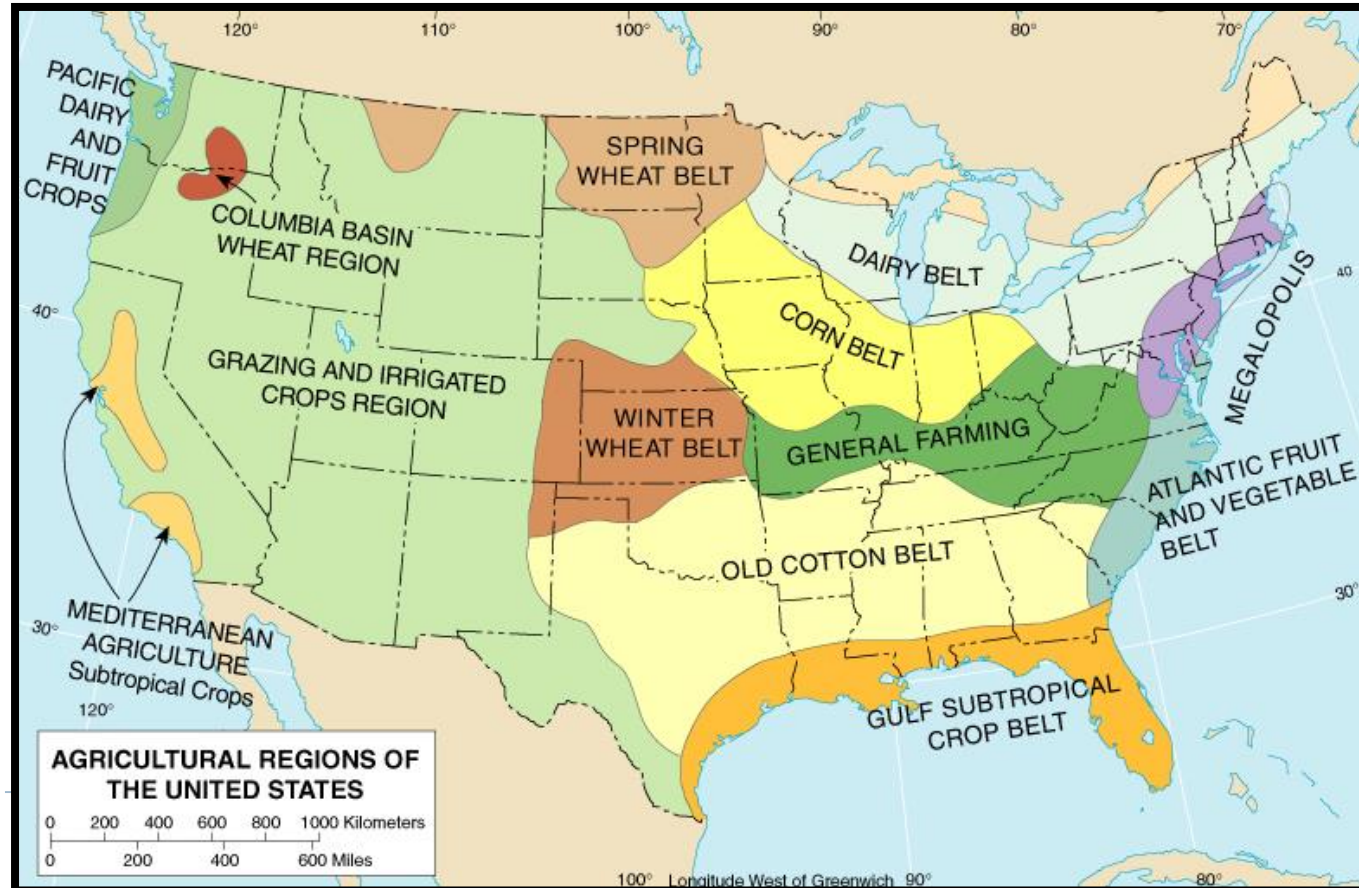 120°
110°
100°
90°
80°
70°
PACIFIC
DAIRY
AND
FRUIT
CROPS
SPRING
WHEAT BELT
COLUMBIA BASIN
WHEAT REGION
DAIRY BELT
40°
40
CORN BELT
MEGALOPOLIS
GRAZING AND IRRIGATED
CROPS REGION
WINTER
WHEAT BELT
GENERAL FARMING
ATLANTIC FRUIT
AND VEGETABLE
BELT
OLD COTTON BELT
30°
30°
MEDITERRANEAN
AGRICULTURE
Subtropical Crops
120°
GULF SUBTROPICAL
CROP BELT
AGRICULTURAL REGIONS OF
THE UNITED STATES
0 200 400 600 800 1000 Kilometers
0 200 400 600 Miles
100° Longitude West of Greenwich 90° 80°